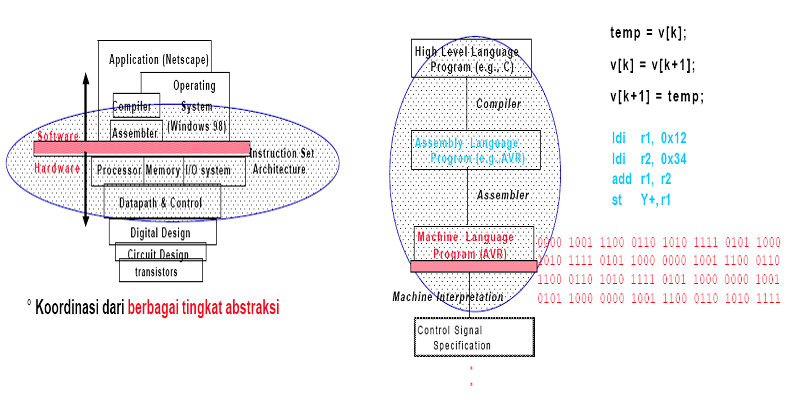 Application (Netscape)
Operating
System
(Windows 98)
Compiler
Assembler
Software
Hardware
Instruction Set
Architecture
Processor Memory I/O system
Datapath & Control
Digital Design
Circuit Design
transistors
° Koordinasi dari berbagai tingkat abstraksi
High Level Language
Program (e.g., C)
Compiler
Assembly Language
Program (e.g.,AVR)
Assembler
Machine Language
Program (AVR)
Machine Interpretation
Control Signal
Specification
°
°
temp = v[k];
v[k] = v[k+1];
v[k+1] = temp;
ldi r1, 0x12
ldi r2, 0x34
add r1, r2
st Y+, r1
0000 1001 1100 0110 1010 1111 0101 1000
1010 1111 0101 1000 0000 1001 1100 0110
1100 0110 1010 1111 0101 1000 0000 1001
0101 1000 0000 1001 1100 0110 1010 1111